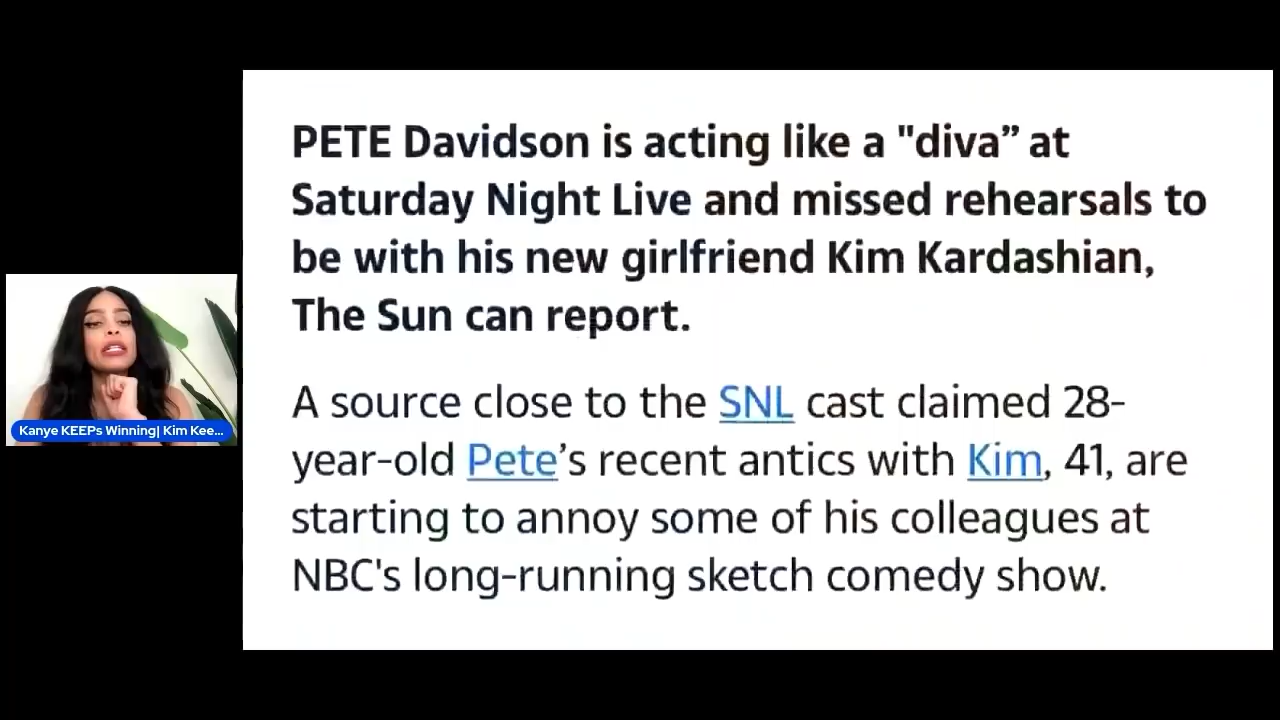 PETE Davidson is acting like a "diva” at
Saturday Night Live and missed rehearsals to
be with his new girlfriend Kim Kardashian,
The Sun can report.
A source close to the SNL cast claimed 28-
year-old Pete’s recent antics with Kim, 41, are
starting to annoy some of his colleagues at
NBC's long-running sketch comedy show.
Kanye KEEPs Winning| Kim Kee...